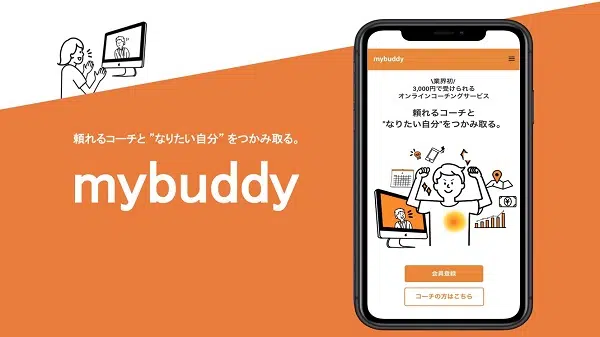 頼れるコーチと "なりたい自分" をつかみ取る。
mybuddy
mybuddy
\業界初/
3,000円で受けられる
オンラインコーチングサービス
頼れるコーチと
"なりたい自分"をつかみ取る。
¥
会員登録
コーチの方はこちら